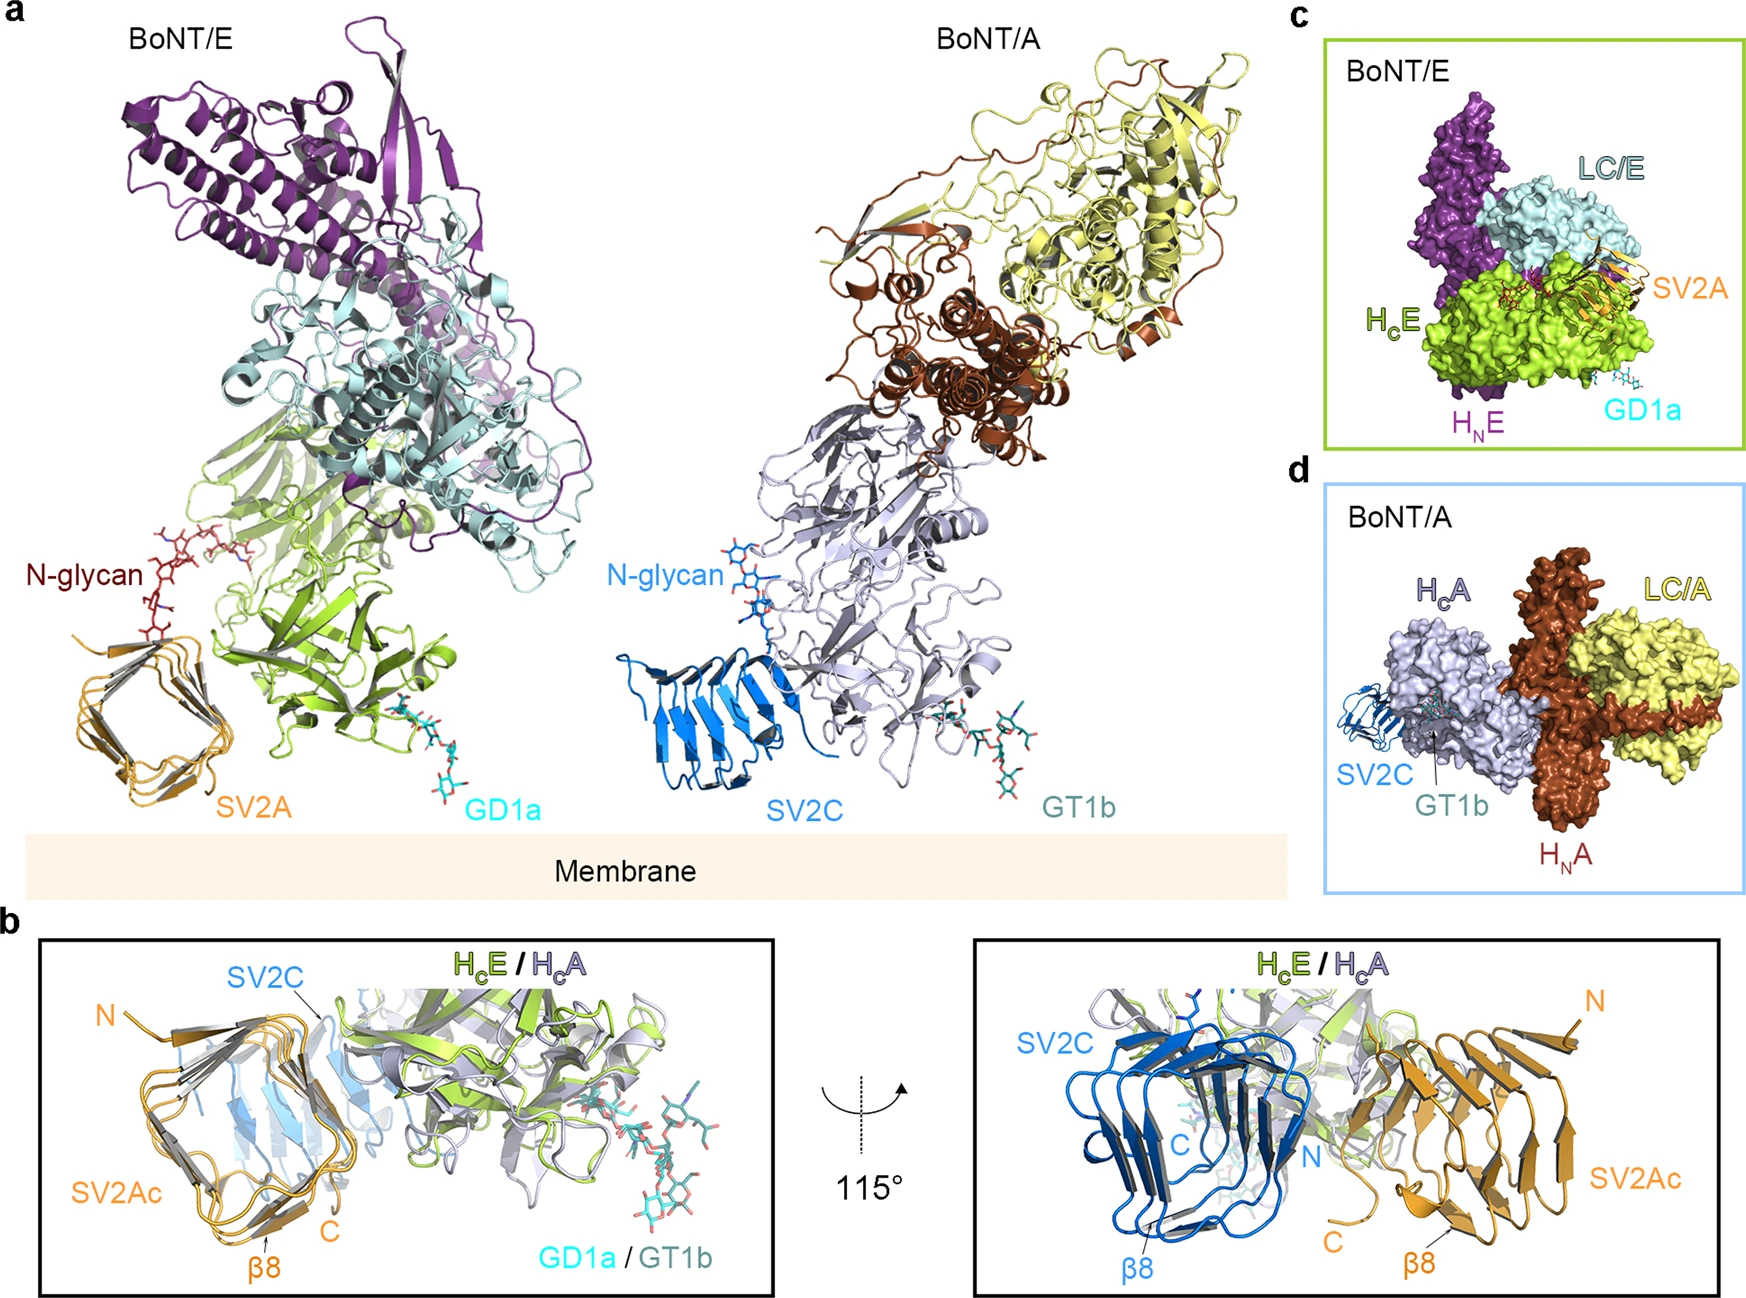 a
BoNT/E
BoNT/A
N-glycan
N-glycan
SV2A
GD1a
SV2C
GT1b
Membrane
b
HCE / HCA
SV2C
N
SV2Ac
C
β8
GD1a / GT1b
115°
HCE / HCA
N
SV2C
C
N
SV2Ac
C
β8
β8
c
BoNT/E
LC/E
SV2A
HCE
GD1a
HNE
d
BoNT/A
HCA
LC/A
SV2C
GT1b
HNA